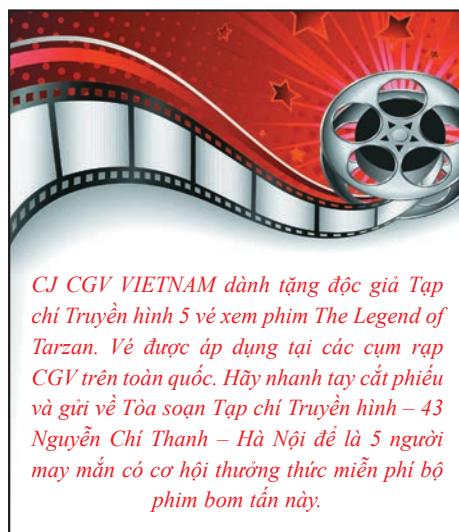 CJ CGV VIETNAM dành tặng độc giả Tạp
chí Truyền hình 5 vé xem phim The Legend of
Tarzan. Vé được áp dụng tại các cụm rạp
CGV trên toàn quốc. Hãy nhanh tay cắt phiếu
và gửi về Tòa soạn Tạp chí Truyền hình – 43
Nguyễn Chí Thanh – Hà Nội để là 5 người
may mắn có cơ hội thưởng thức miễn phí bộ
phim bom tấn này.